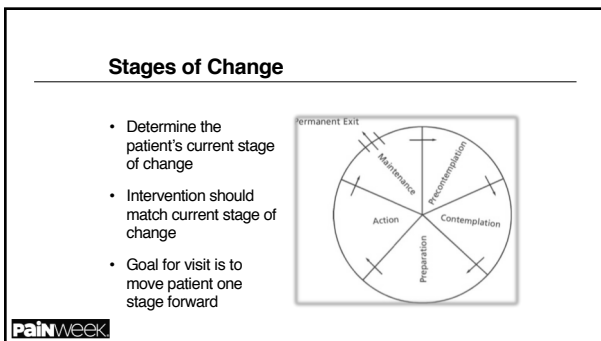 Stages of Change
• Determine the
patient's current stage
of change
• Intervention should
match current stage of
change
• Goal for visit is to
move patient one
stage forward
ermanent Exit
Maintenance
Precontemplation
Action
Contemplation
Preparation
PaiNWeeK.